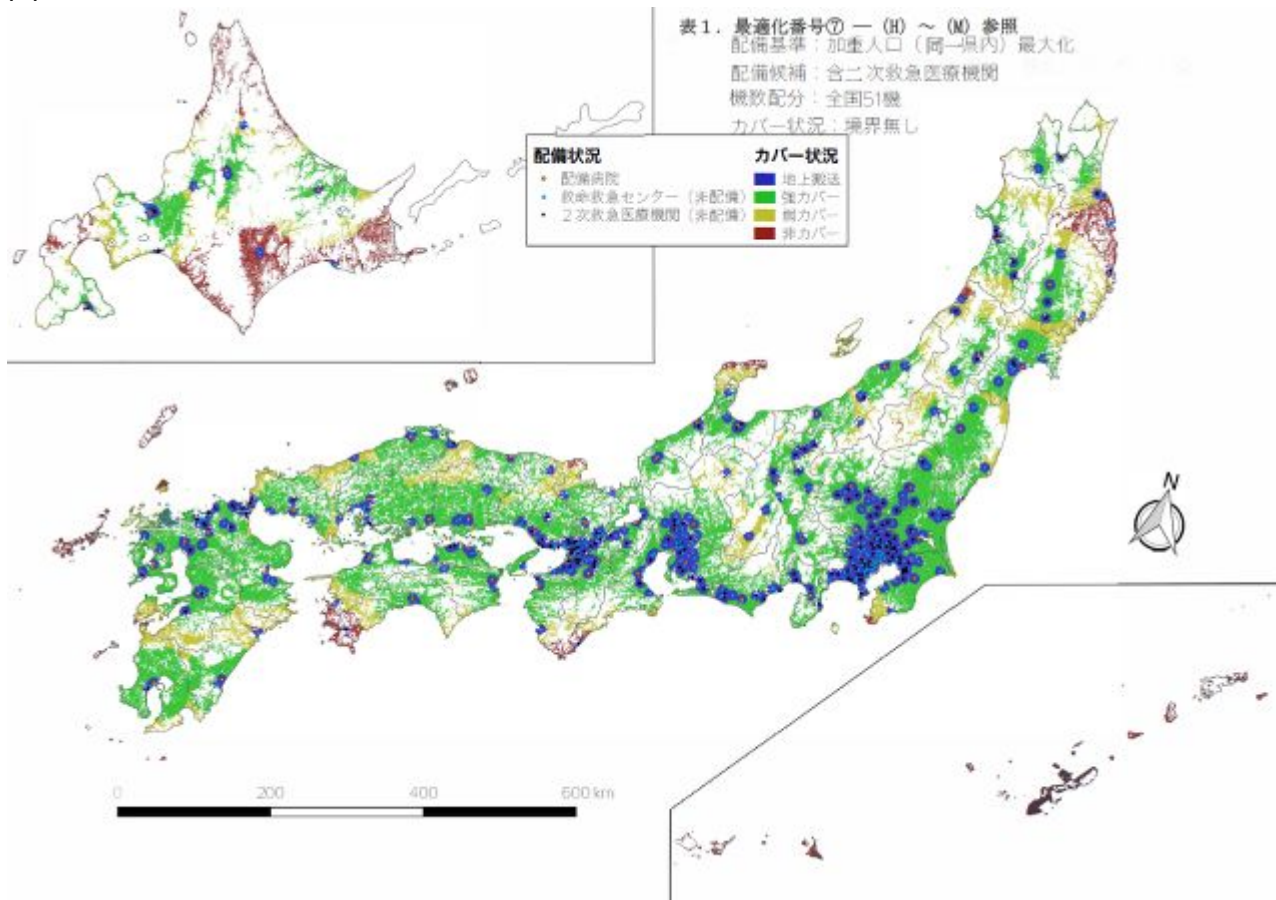 表1．最適化番号⑦ ― (H) ～ (M) 参照
配備基準：加重人口（同一県内）最大化
配備候補：含二次救急医療機関
機数配分：全国51機
カバー状況：境界無し
配備状況
配備病院
救命救急センター（非配備）
2次救急医療機関（非配備）
カバー状況
地上搬送
強カバー
弱カバー
非カバー
N
0 200 400 600 km